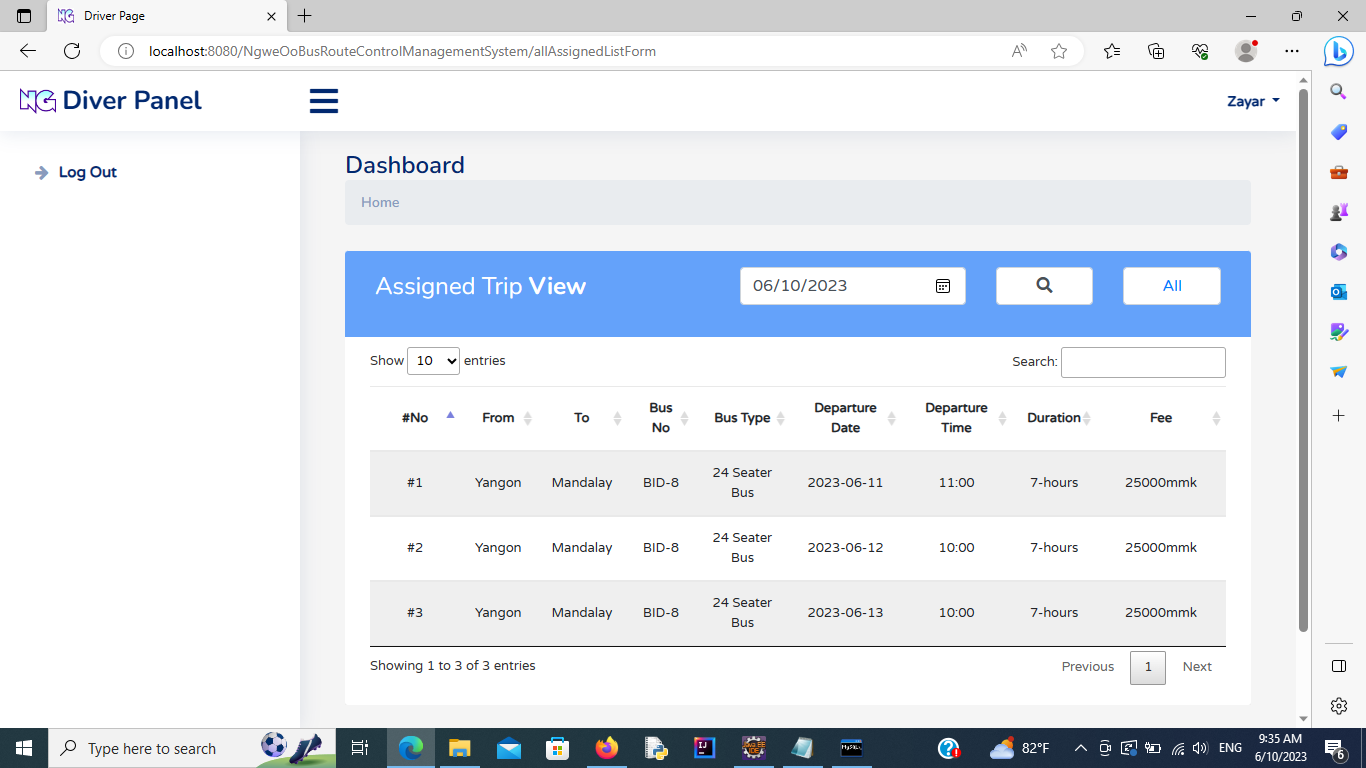 Driver Page
localhost:8080/NgweOoBusRouteControlManagementSystem/allAssignedListForm
NG Diver Panel
Zayar
Log Out
Dashboard
Home
Assigned Trip View
06/10/2023
All
Show 10 entries
Search:
#No From To Bus No Bus Type Departure Date Departure Time Duration Fee
#1 Yangon Mandalay BID-8 24 Seater Bus 2023-06-11 11:00 7-hours 25000mmk
#2 Yangon Mandalay BID-8 24 Seater Bus 2023-06-12 10:00 7-hours 25000mmk
#3 Yangon Mandalay BID-8 24 Seater Bus 2023-06-13 10:00 7-hours 25000mmk
Showing 1 to 3 of 3 entries
Previous 1 Next
Type here to search
82°F
ENG
9:35 AM
6/10/2023
6